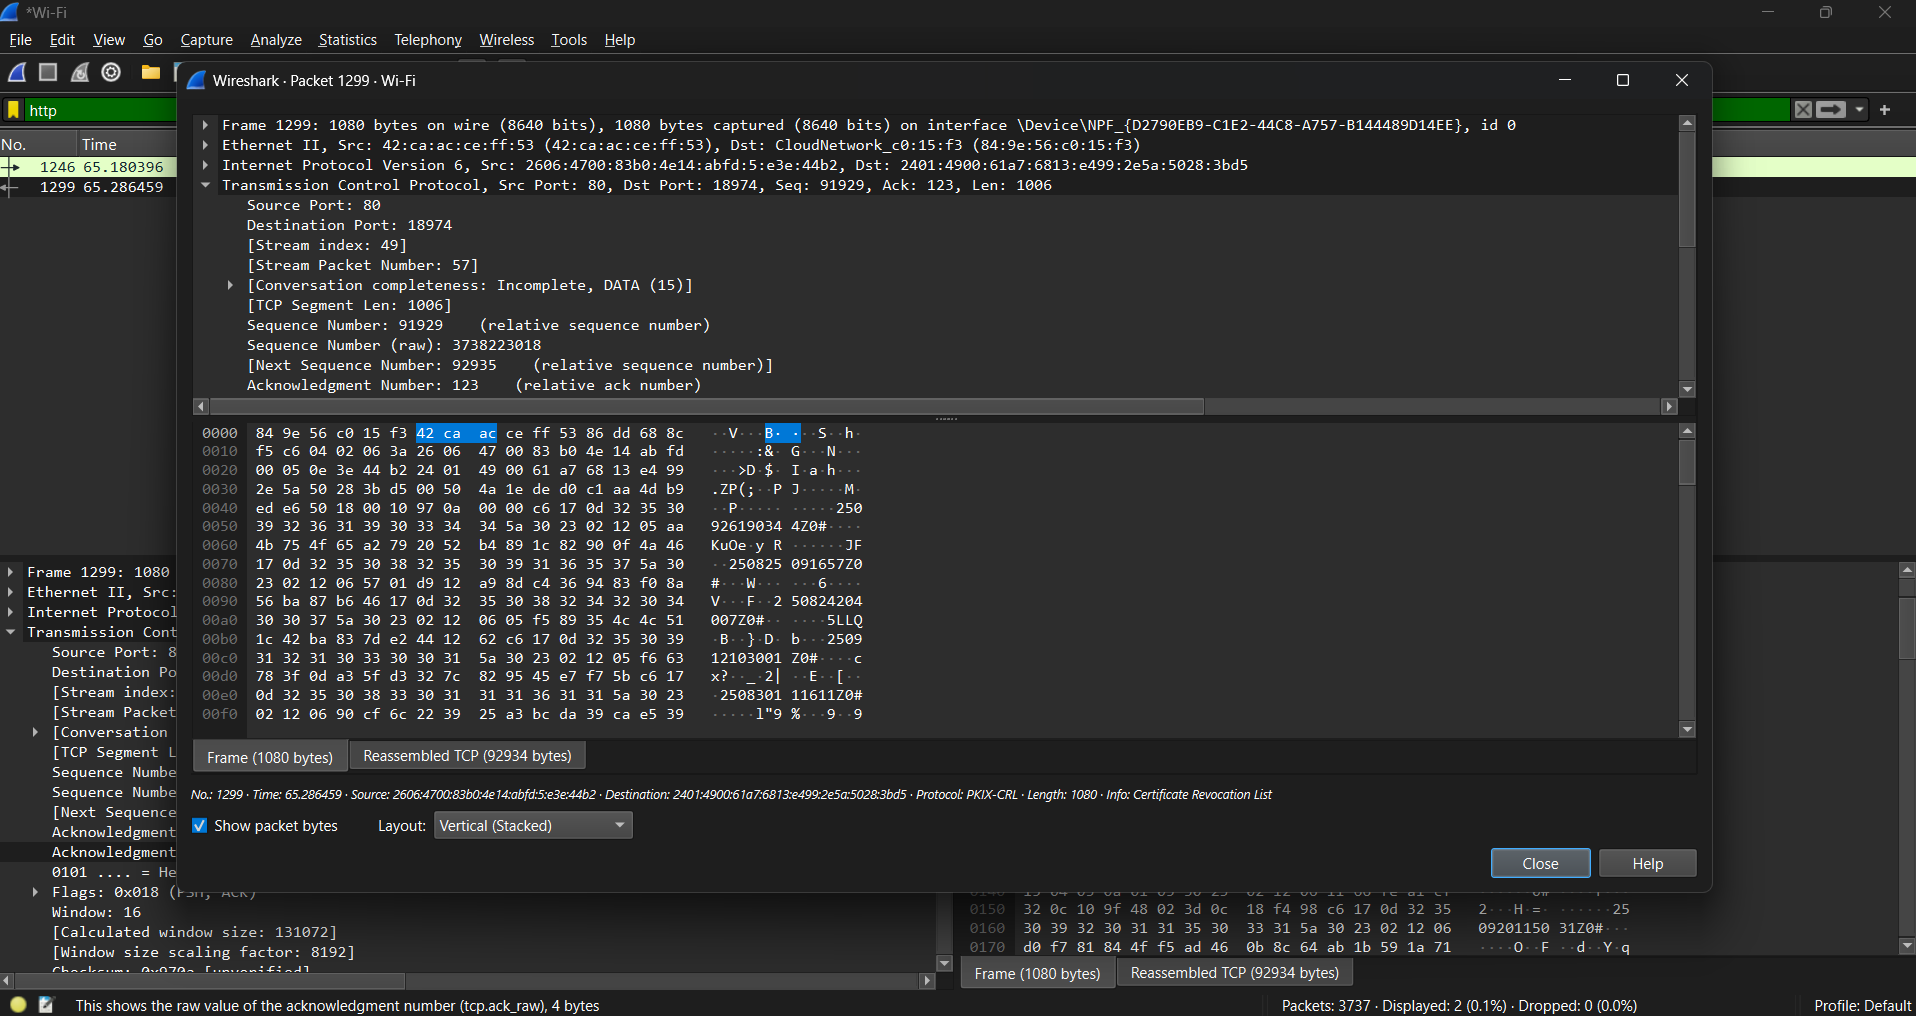 *Wi-Fi
File Edit View Go Capture Analyze Statistics Telephony Wireless Tools Help
Wireshark · Packet 1299 · Wi-Fi
http
No. Time
1246 65.180396
1299 65.286459
Frame 1299: 1080 bytes on wire (8640 bits), 1080 bytes captured (8640 bits) on interface \Device\NPF_{D2790EB9-C1E2-44C8-A757-B144489D14EE}, id 0
Ethernet II, Src: 42:ca:ac:ce:ff:53 (42:ca:ac:ce:ff:53), Dst: CloudNetwork_c0:15:f3 (84:9e:56:c0:15:f3)
Internet Protocol Version 6, Src: 2606:4700:83b0:4e14:abfd:5:e3e:44b2, Dst: 2401:4900:61a7:6813:e499:2e5a:5028:3bd5
Transmission Control Protocol, Src Port: 80, Dst Port: 18974, Seq: 91929, Ack: 123, Len: 1006
Source Port: 80
Destination Port: 18974
[Stream index: 49]
[Stream Packet Number: 57]
[Conversation completeness: Incomplete, DATA (15)]
[TCP Segment Len: 1006]
Sequence Number: 91929 (relative sequence number)
Sequence Number (raw): 3738223018
[Next Sequence Number: 92935 (relative sequence number)]
Acknowledgment Number: 123 (relative ack number)
0000 84 9e 56 c0 15 f3 42 ca ac ce ff 53 86 dd 68 8c ··V···B· ···S··h·
0010 f5 c6 04 02 06 3a 26 06 47 00 83 b0 4e 14 ab fd ·····:&· G···N···
0020 00 05 0e 3e 44 b2 24 01 49 00 61 a7 68 13 e4 99 ···>D·$· I·a·h···
0030 2e 5a 50 28 3b d5 00 50 4a 1e de d0 c1 aa 4d b9 .ZP(;··P J·····M·
0040 ed e6 50 18 00 10 97 0a 00 00 c6 17 0d 32 35 30 ··P····· ·····250
0050 39 32 36 31 39 30 33 34 34 5a 30 23 02 12 05 aa 92619034 4Z0#····
0060 4b 75 4f 65 a2 79 20 52 b4 89 1c 82 90 0f 4a 46 KuOe·y R ······JF
0070 17 0d 32 35 30 38 32 35 30 39 31 36 35 37 5a 30 ··250825 091657Z0
0080 23 02 12 06 57 01 d9 12 a9 8d c4 36 94 83 f0 8a #···W··· ···6····
0090 56 ba 87 b6 46 17 0d 32 35 30 38 32 34 32 30 34 V···F··2 50824204
00a0 30 30 37 5a 30 23 02 12 06 05 f5 89 35 4c 4c 51 007Z0#·· ····5LLQ
00b0 1c 42 ba 83 7d e2 44 12 62 c6 17 0d 32 35 30 39 ·B··}·D· b···2509
00c0 31 32 31 30 33 30 30 31 5a 30 23 02 12 05 f6 63 12103001 Z0#····c
00d0 78 3f 0d a3 5f d3 32 7c 82 95 45 e7 f7 5b c6 17 x?··_·2| ··E··[··
00e0 0d 32 35 30 38 33 30 31 31 31 36 31 31 5a 30 23 ·2508301 11611Z0#
00f0 02 12 06 90 cf 6c 22 39 25 a3 bc da 39 ca e5 39 ·····l"9 %···9··9
Frame (1080 bytes) Reassembled TCP (92934 bytes)
No.: 1299 · Time: 65.286459 · Source: 2606:4700:83b0:4e14:abfd:5:e3e:44b2 · Destination: 2401:4900:61a7:6813:e499:2e5a:5028:3bd5 · Protocol: PKIX-CRL · Length: 1080 · Info: Certificate Revocation List
Show packet bytes Layout: Vertical (Stacked)
Close Help
Frame 1299: 1080
Ethernet II, Src:
Internet Protocol
Transmission Cont
Source Port: 8
Destination Po
[Stream index:
[Stream Packet
[Conversation
[TCP Segment L
Sequence Numbe
Sequence Numbe
[Next Sequence
Acknowledgment
Acknowledgment
0101 .... = He
Flags: 0x018 (PSH, ACK)
Window: 16
[Calculated window size: 131072]
[Window size scaling factor: 8192]
Checksum: 0x970a [unverified]
0150 32 0c 10 9f 48 02 3d 0c 18 f4 98 c6 17 0d 32 35 2···H·=· ······25
0160 30 39 32 30 31 31 35 30 33 31 5a 30 23 02 12 06 09201150 31Z0#···
0170 d0 f7 81 84 4f f5 ad 46 0b 8c 64 ab 1b 59 1a 71 ····O··F ··d··Y·q
Frame (1080 bytes) Reassembled TCP (92934 bytes)
This shows the raw value of the acknowledgment number (tcp.ack_raw), 4 bytes
Packets: 3737 · Displayed: 2 (0.1%) · Dropped: 0 (0.0%)
Profile: Default